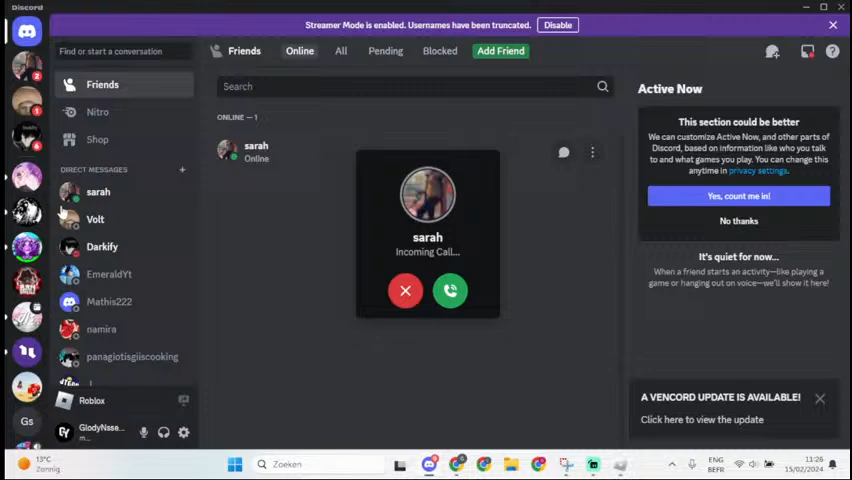 Discord
Streamer Mode is enabled. Usernames have been truncated.
Disable
Find or start a conversation
Friends
Online
All
Pending
Blocked
Add Friend
Friends
Nitro
Shop
DIRECT MESSAGES
sarah
Volt
Darkify
EmeraldYt
Mathis222
namira
panagiotisgiiscooking
Roblox
GlodyNsse...
m...
2
1
6
Gs
Search
ONLINE — 1
sarah
Online
sarah
Incoming Call...
Active Now
This section could be better
We can customize Active Now, and other parts of
Discord, based on information like who you talk
to and what games you play. You can change this
anytime in privacy settings.
Yes, count me in!
No thanks
It's quiet for now...
When a friend starts an activity—like playing a
game or hanging out on voice—we'll show it here!
A VENCORD UPDATE IS AVAILABLE!
Click here to view the update
13°C
Zonnig
Zoeken
ENG
BEFR
11:26
15/02/2024